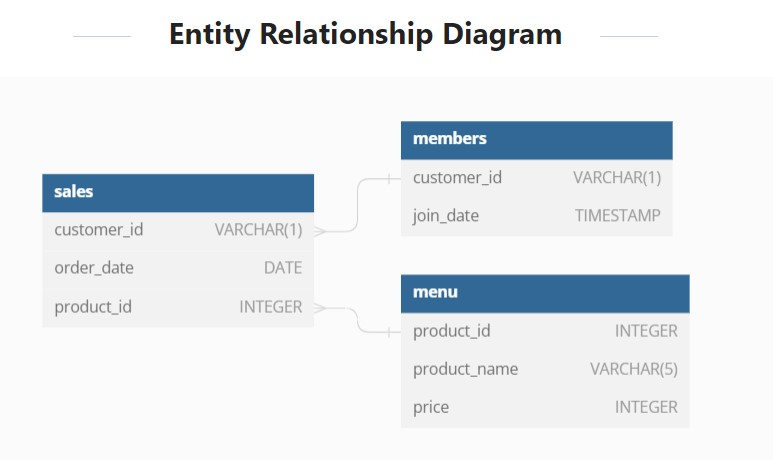 Entity Relationship Diagram
sales
customer_id VARCHAR(1)
order_date DATE
product_id INTEGER
members
customer_id VARCHAR(1)
join_date TIMESTAMP
menu
product_id INTEGER
product_name VARCHAR(5)
price INTEGER